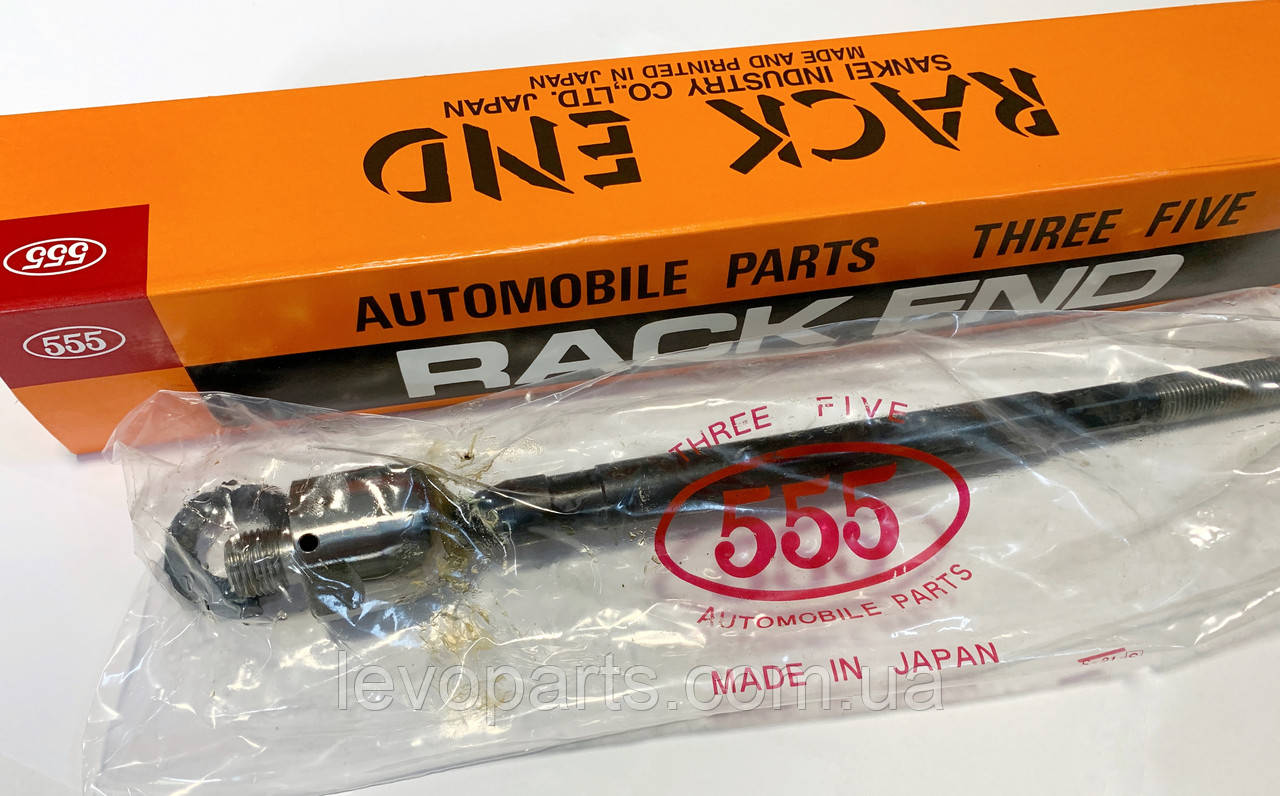 MADE AND PRINTED IN JAPAN
SANKEI INDUSTRY CO.,LTD. JAPAN
RACK END
555
AUTOMOBILE PARTS THREE FIVE
555
RACK END
THREE FIVE
555
AUTOMOBILE PARTS
MADE IN JAPAN
levoparts.com.ua